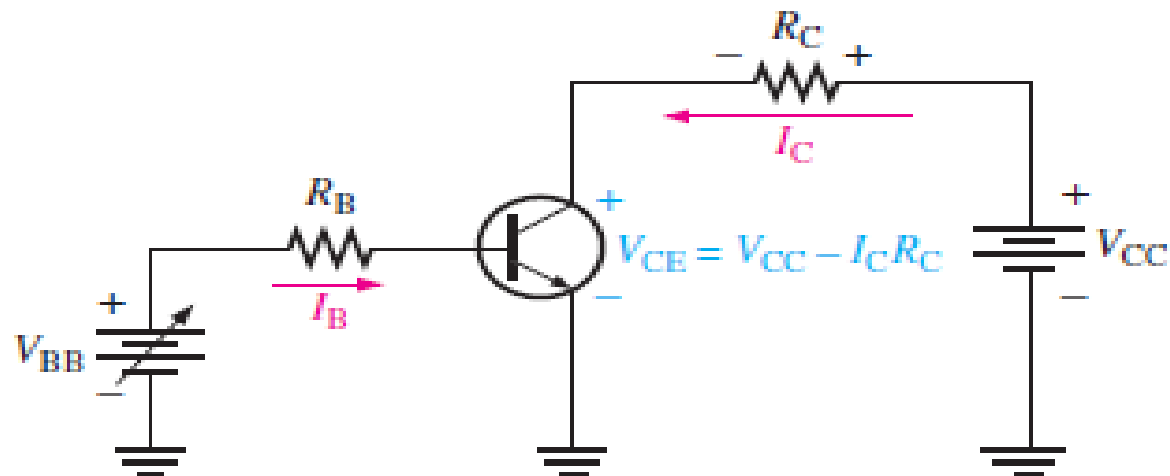 − R_C +
I_C
R_B
+
V_CE = V_CC − I_C R_C
−
+
V_CC
−
I_B
+
V_BB
−